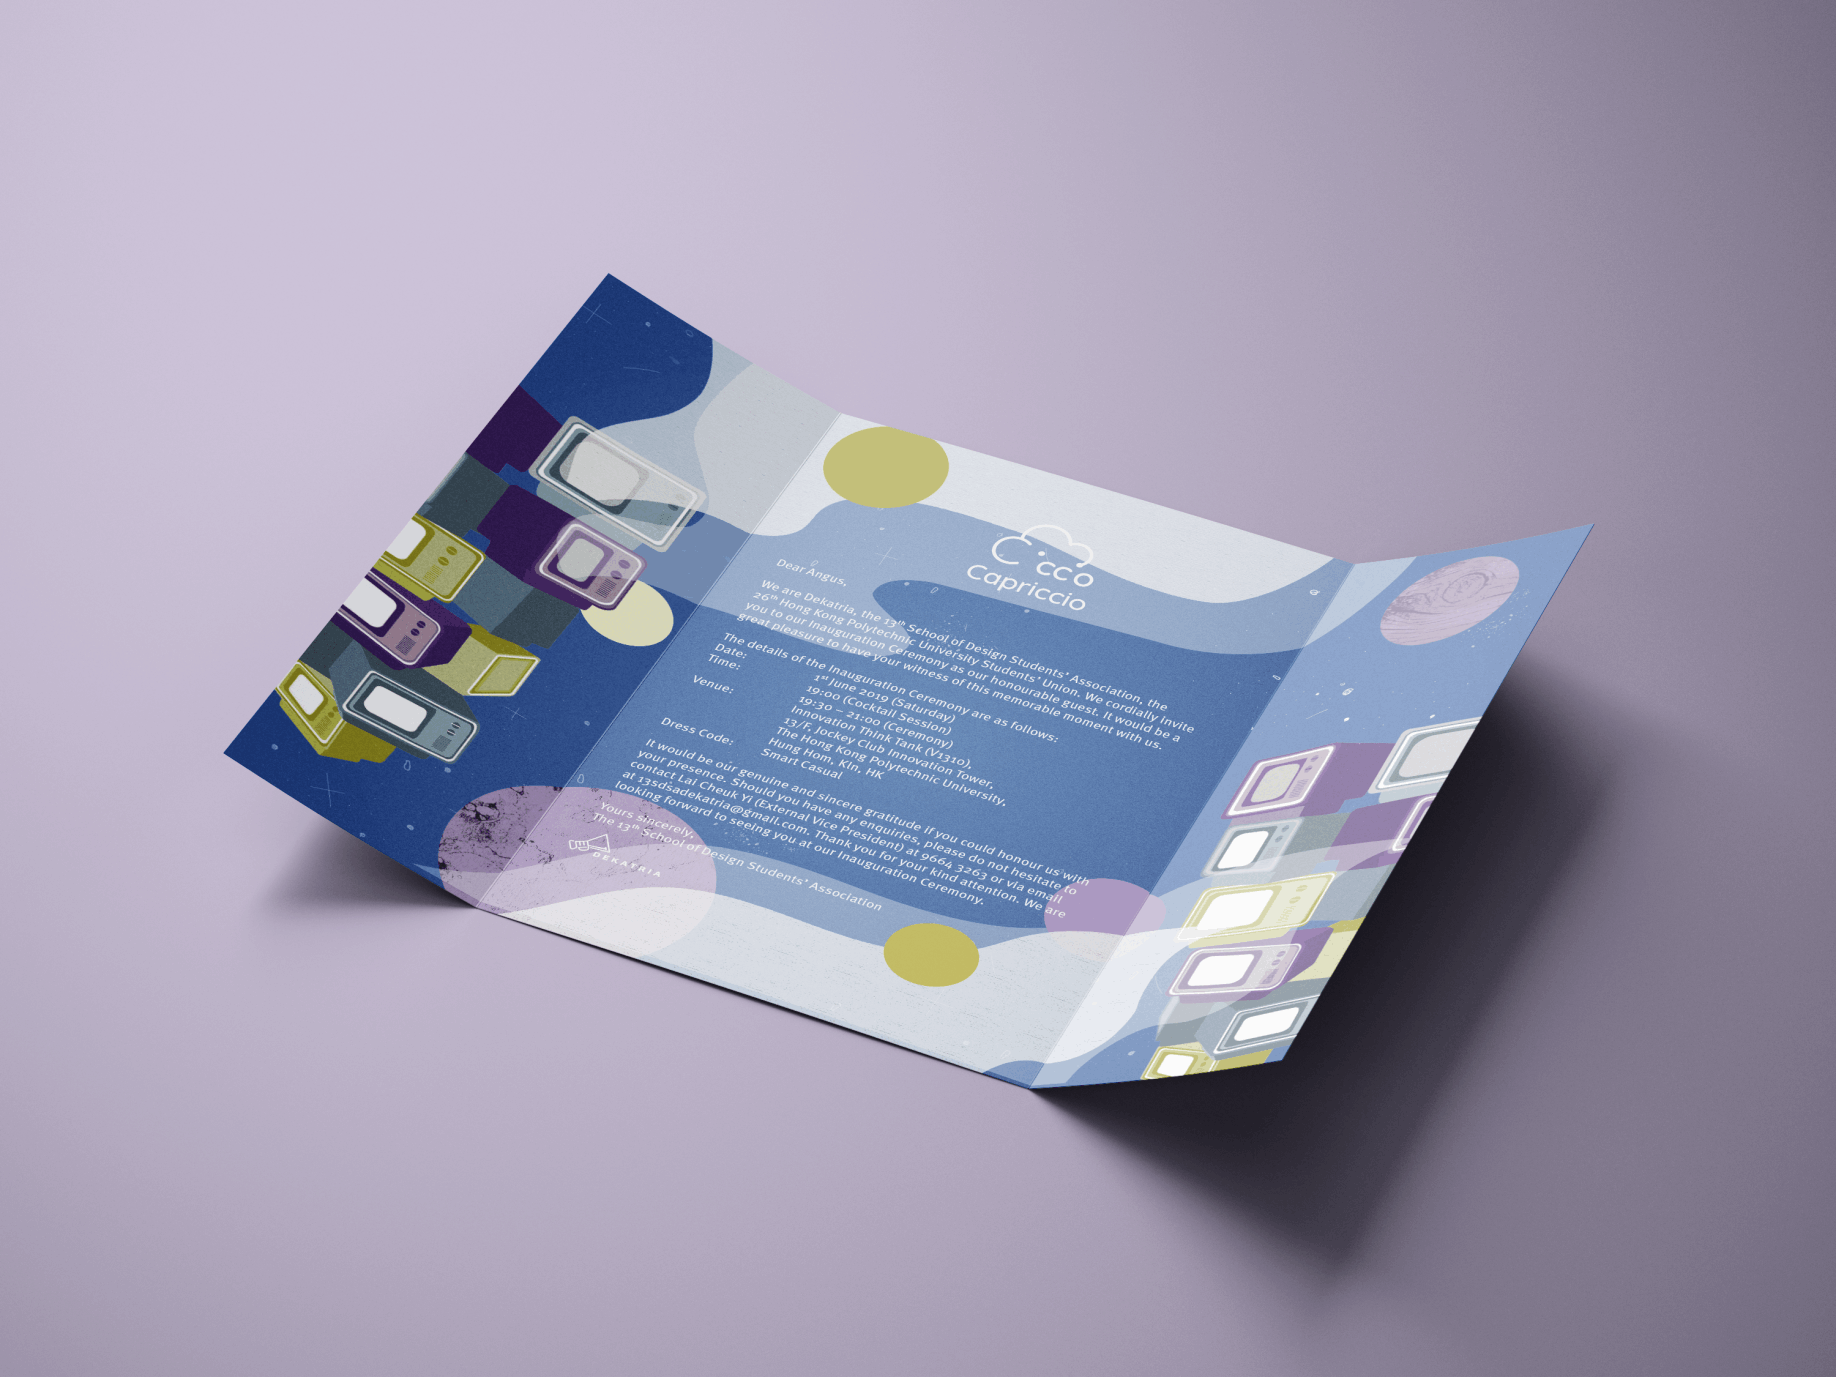 Cicco
Capriccio
Dear Angus,
We are Dekatria, the 13th School of Design Students' Association, the
26th Hong Kong Polytechnic University Students' Union. We cordially invite
you to our Inauguration Ceremony as our honourable guest. It would be a
great pleasure to have your witness of this memorable moment with us.
The details of the Inauguration Ceremony are as follows:
Date: 1st June 2019 (Saturday)
Time: 19:00 (Cocktail Session)
19:30 – 21:00 (Ceremony)
Venue: Innovation Think Tank (V1310),
13/F, Jockey Club Innovation Tower,
The Hong Kong Polytechnic University,
Hung Hom, Kln, HK
Dress Code: Smart Casual
It would be our genuine and sincere gratitude if you could honour us with
your presence. Should you have any enquiries, please do not hesitate to
contact Lai Cheuk Yi (External Vice President) at 9664 3263 or via email
at 13sdsadekatria@gmail.com. Thank you for your kind attention. We are
looking forward to seeing you at our Inauguration Ceremony.
Yours sincerely,
The 13th School of Design Students' Association
DEKATRIA